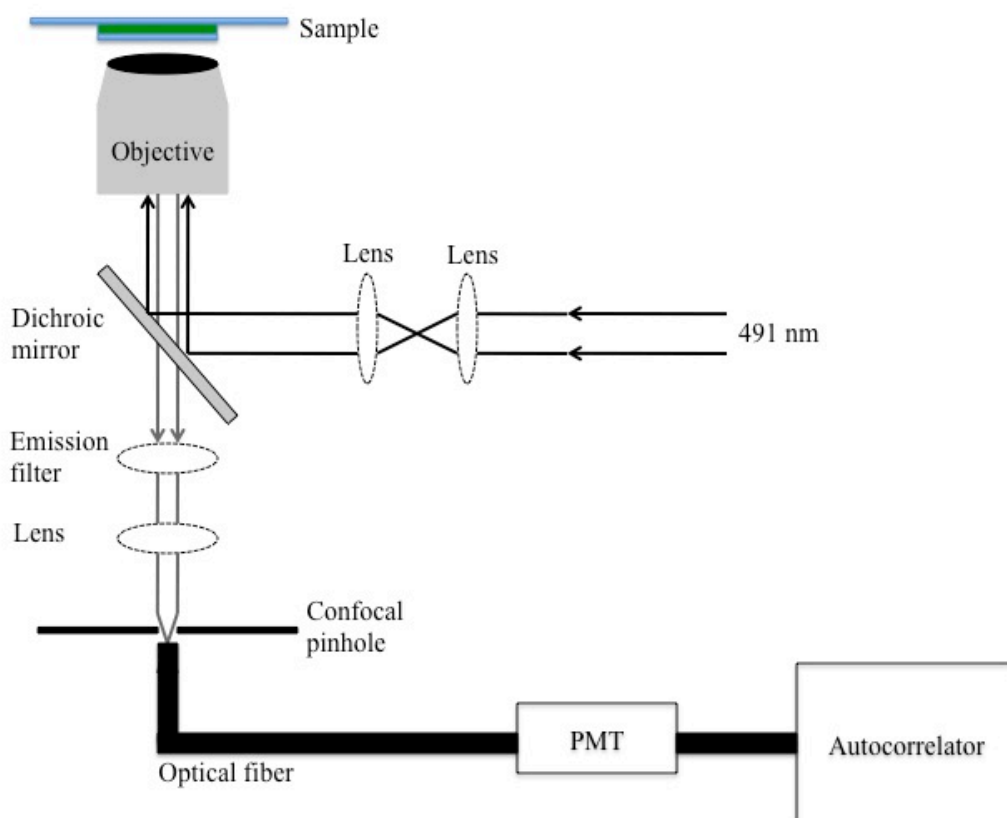 Sample
Objective
Lens
Lens
Dichroic
mirror
491 nm
Emission
filter
Lens
Confocal
pinhole
PMT
Autocorrelator
Optical fiber